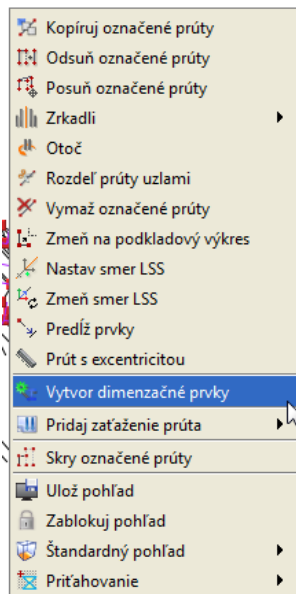 Kopíruj označené prúty
Odsuň označené prúty
Posuň označené prúty
Zrkadli
Otoč
Rozdeľ prúty uzlami
Vymaž označené prúty
Zmeň na podkladový výkres
Nastav smer LSS
Zmeň smer LSS
Predĺž prvky
Prút s excentricitou
Vytvor dimenzačné prvky
Pridaj zaťaženie prúta
Skry označené prúty
Ulož pohľad
Zablokuj pohľad
Štandardný pohľad
Priťahovanie